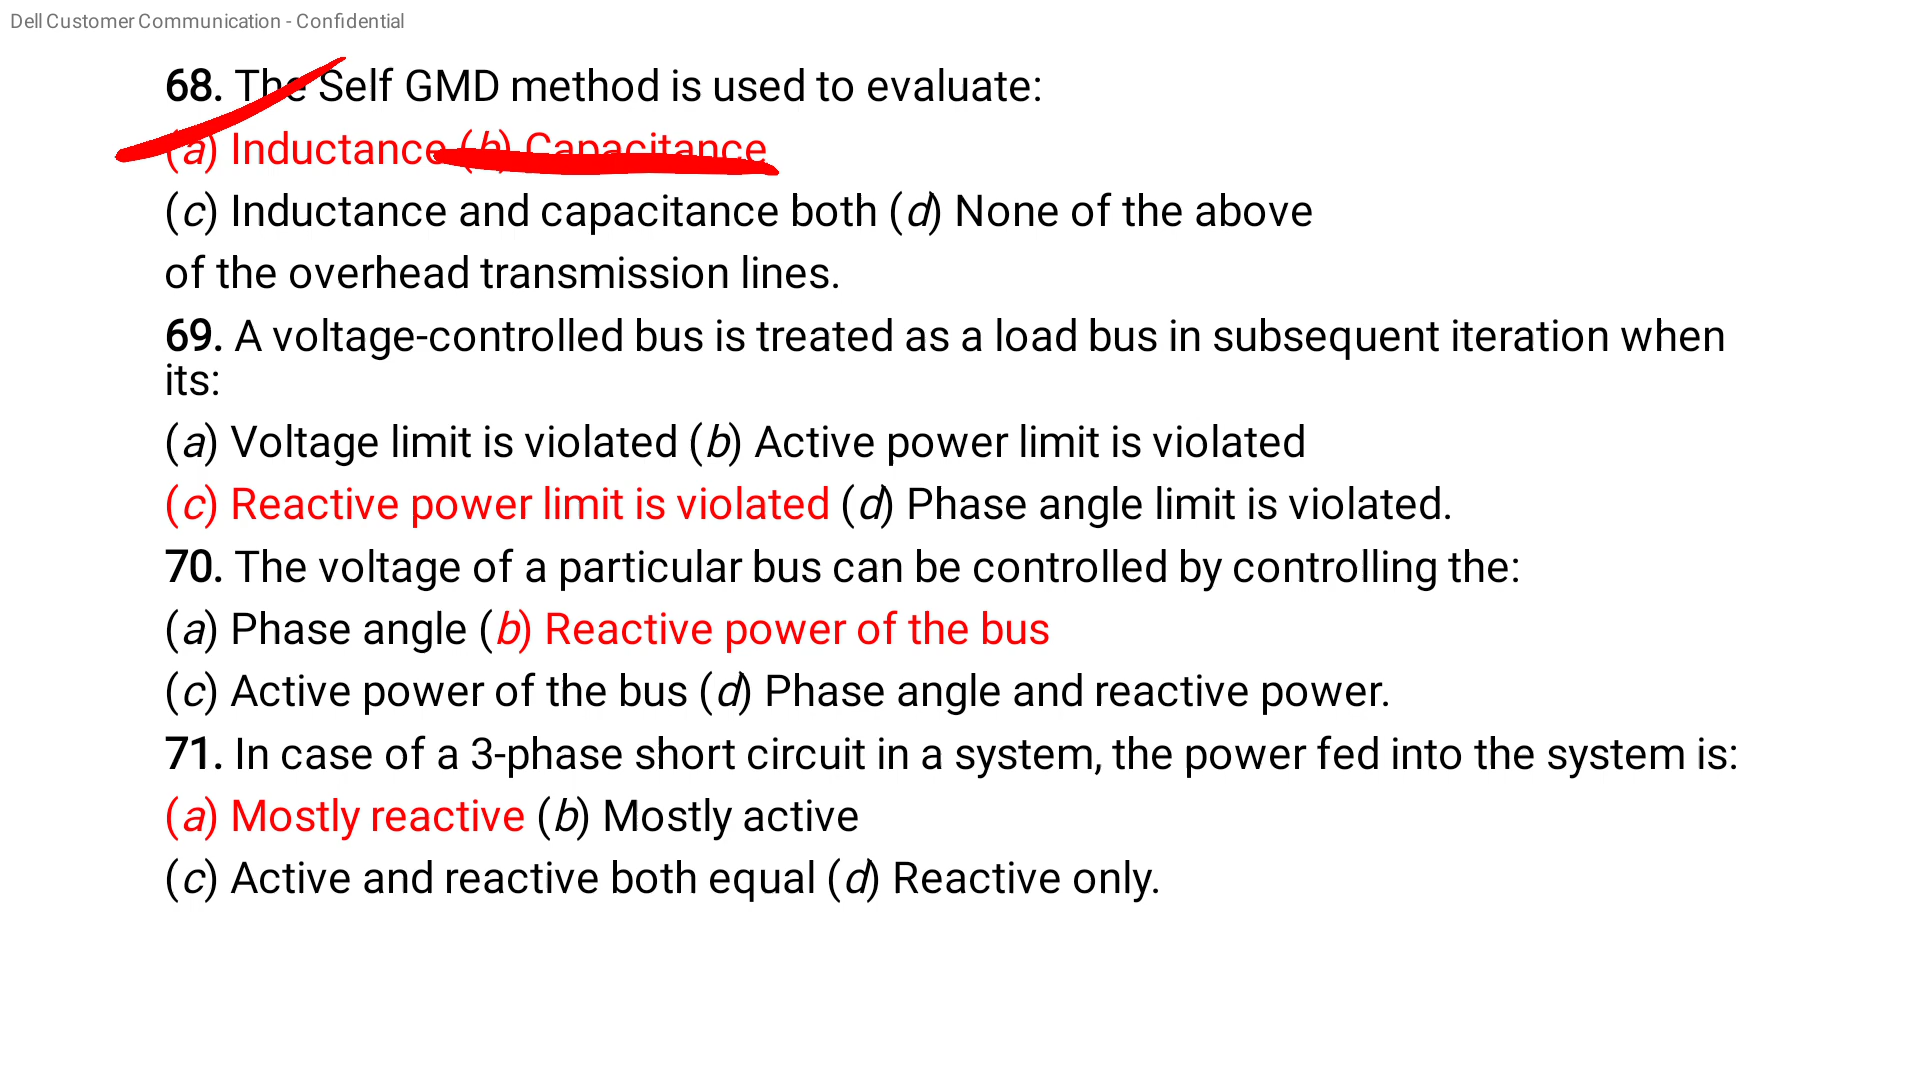 Dell Customer Communication - Confidential
68. The Self GMD method is used to evaluate:
(a) Inductance (b) Capacitance
(c) Inductance and capacitance both (d) None of the above
of the overhead transmission lines.
69. A voltage-controlled bus is treated as a load bus in subsequent iteration when
its:
(a) Voltage limit is violated (b) Active power limit is violated
(c) Reactive power limit is violated (d) Phase angle limit is violated.
70. The voltage of a particular bus can be controlled by controlling the:
(a) Phase angle (b) Reactive power of the bus
(c) Active power of the bus (d) Phase angle and reactive power.
71. In case of a 3-phase short circuit in a system, the power fed into the system is:
(a) Mostly reactive (b) Mostly active
(c) Active and reactive both equal (d) Reactive only.